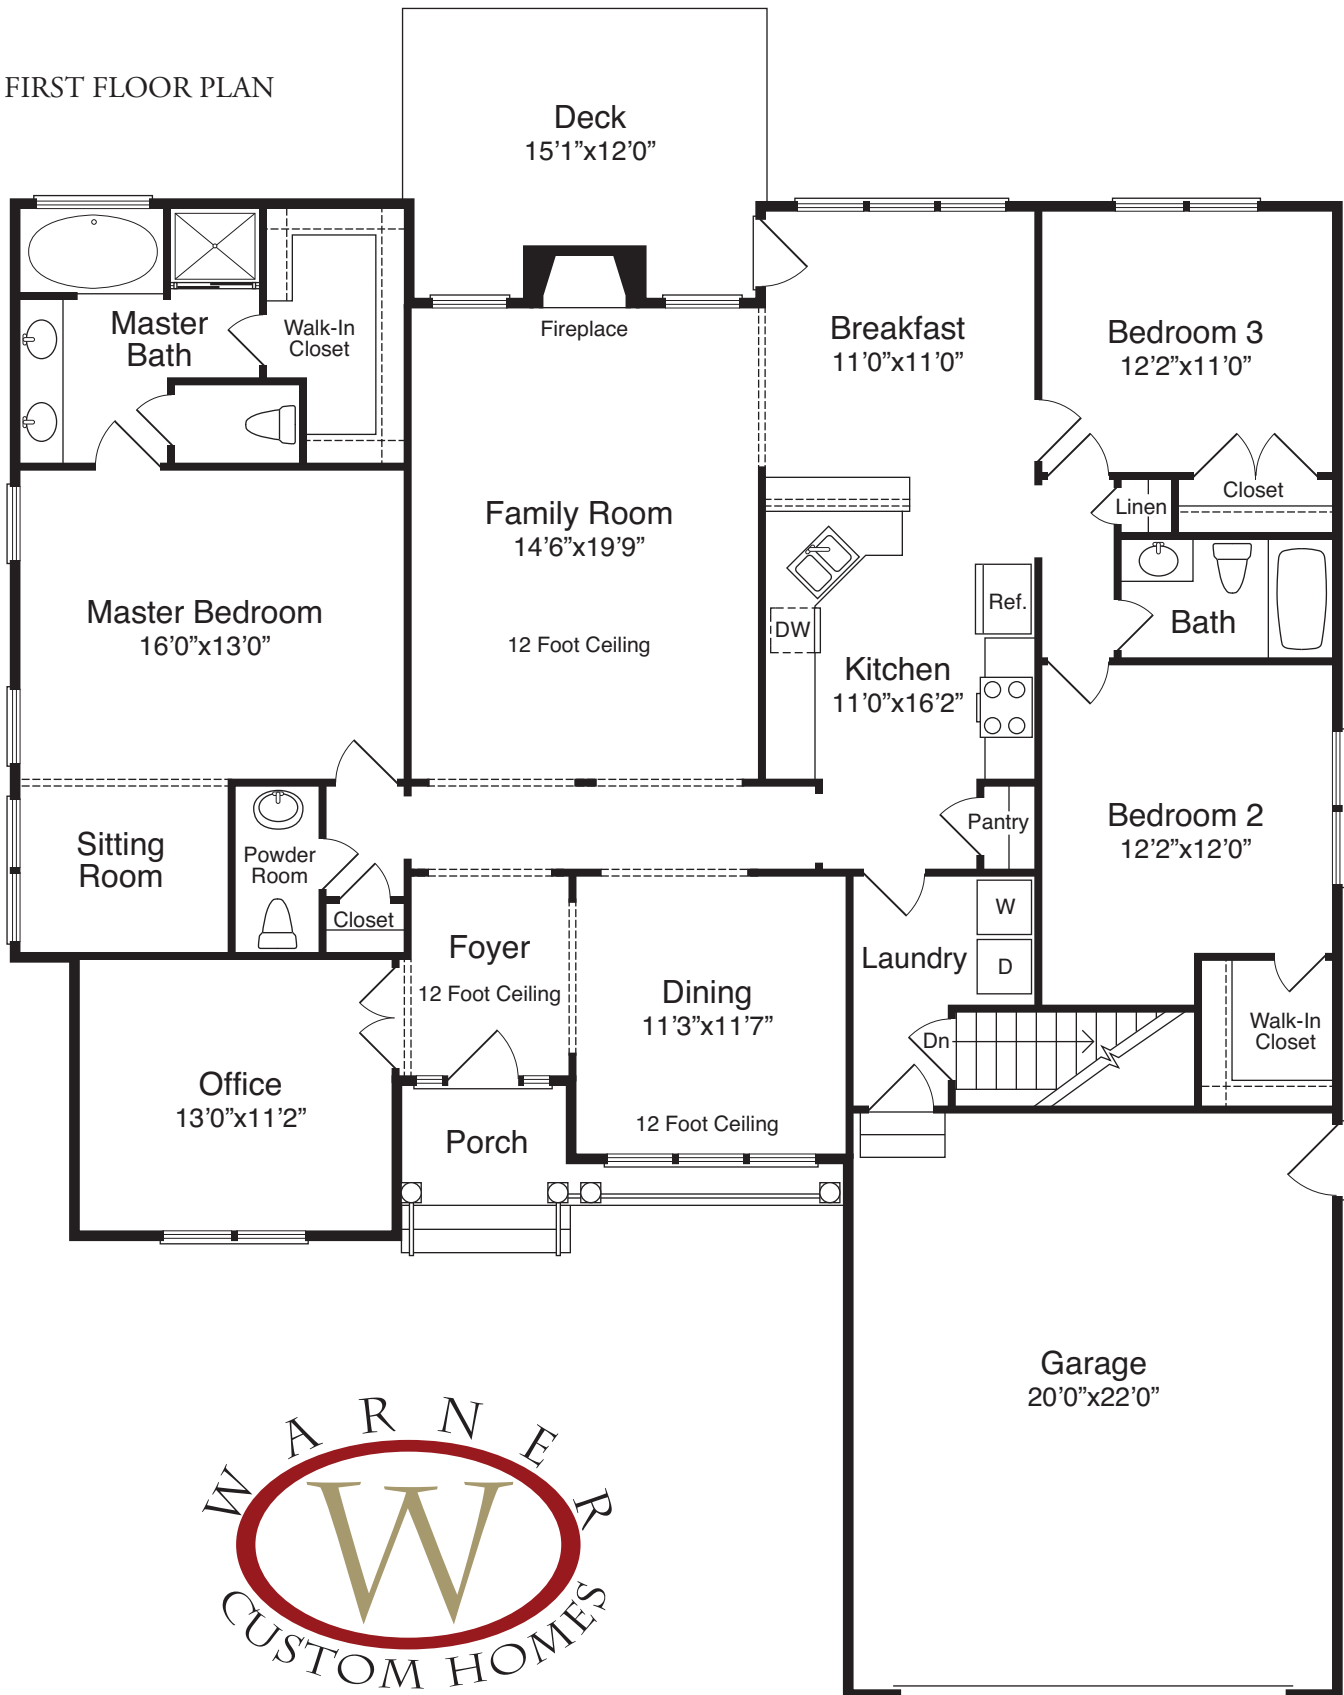 FIRST FLOOR PLAN
Deck
15’1”x12’0”
Master
Bath
Walk-In
Closet
Fireplace
Breakfast
11’0”x11’0”
Bedroom 3
12’2”x11’0”
Closet
Linen
Family Room
14’6”x19’9”
12 Foot Ceiling
Master Bedroom
16’0”x13’0”
DW
Ref.
Bath
Kitchen
11’0”x16’2”
Sitting
Room
Powder
Room
Closet
Pantry
Bedroom 2
12’2”x12’0”
W
D
Laundry
Foyer
12 Foot Ceiling
Dining
11’3”x11’7”
12 Foot Ceiling
Dn
Walk-In
Closet
Office
13’0”x11’2”
Porch
Garage
20’0”x22’0”
WARNER
W
CUSTOM HOMES